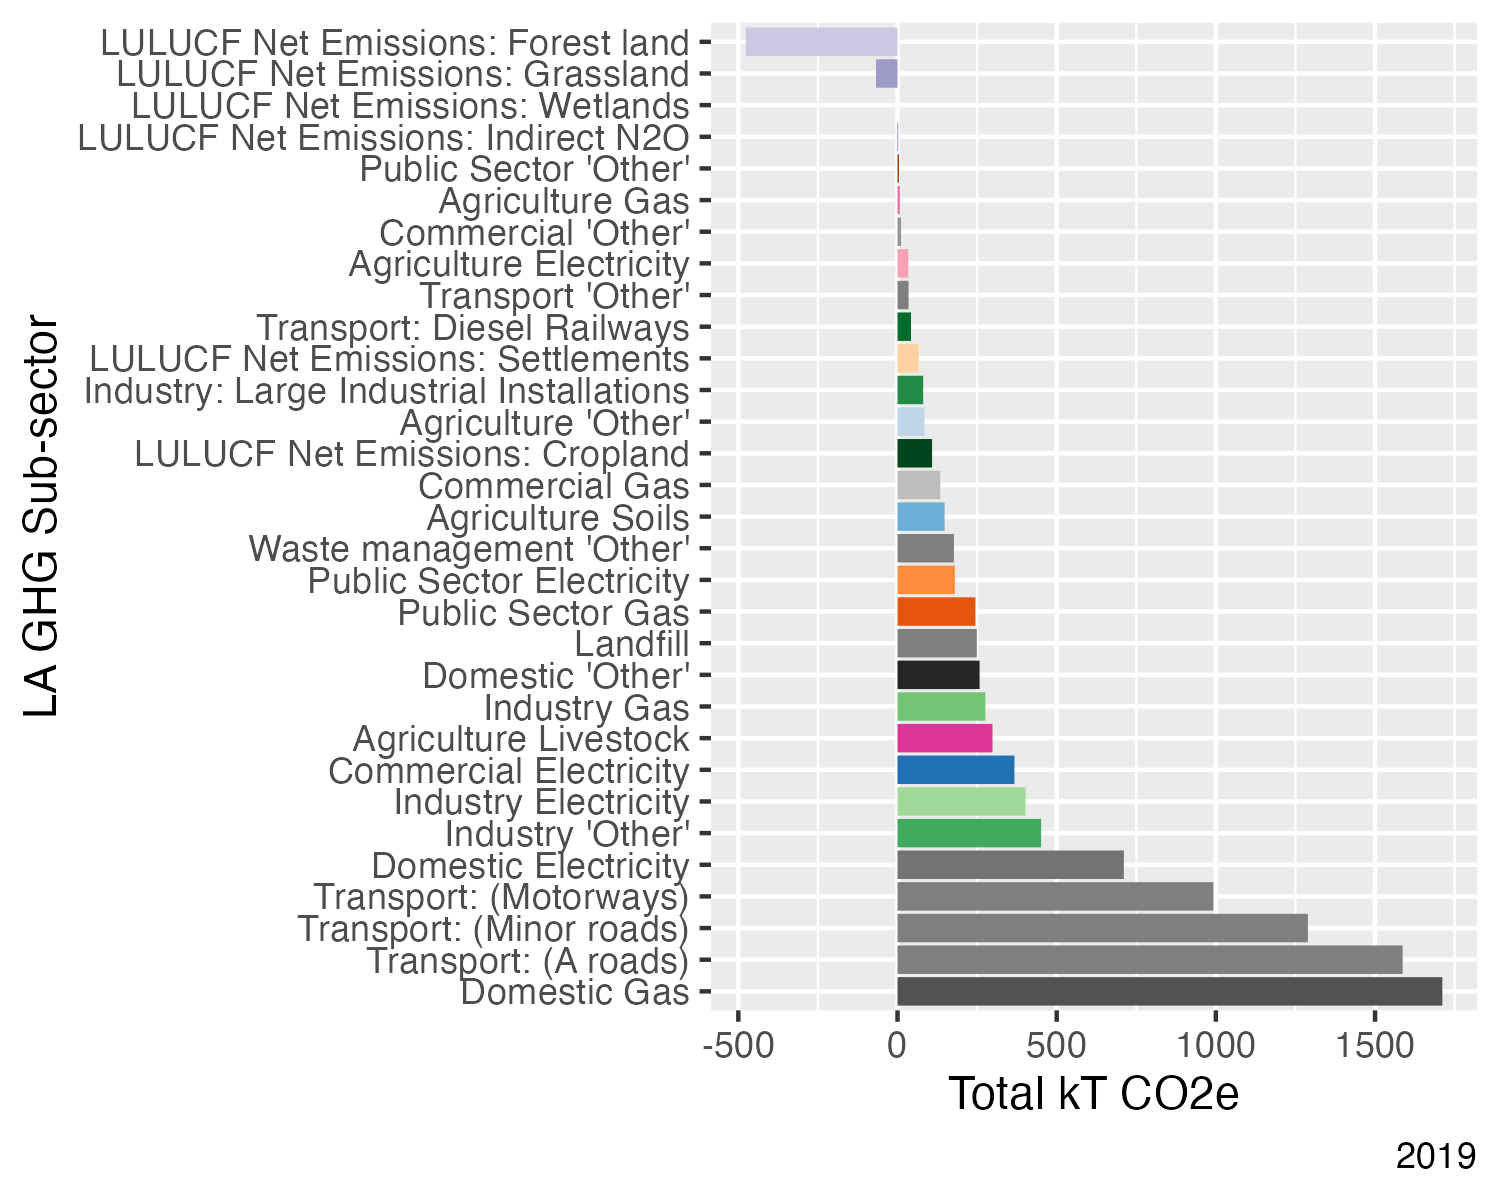 LULUCF Net Emissions: Forest land
LULUCF Net Emissions: Grassland
LULUCF Net Emissions: Wetlands
LULUCF Net Emissions: Indirect N2O
Public Sector 'Other'
Agriculture Gas
Commercial 'Other'
Agriculture Electricity
Transport 'Other'
Transport: Diesel Railways
LULUCF Net Emissions: Settlements
Industry: Large Industrial Installations
Agriculture 'Other'
LULUCF Net Emissions: Cropland
Commercial Gas
Agriculture Soils
Waste management 'Other'
Public Sector Electricity
Public Sector Gas
Landfill
Domestic 'Other'
Industry Gas
Agriculture Livestock
Commercial Electricity
Industry Electricity
Industry 'Other'
Domestic Electricity
Transport: (Motorways)
Transport: (Minor roads)
Transport: (A roads)
Domestic Gas
LA GHG Sub-sector
-500 0 500 1000 1500
Total kT CO2e
2019